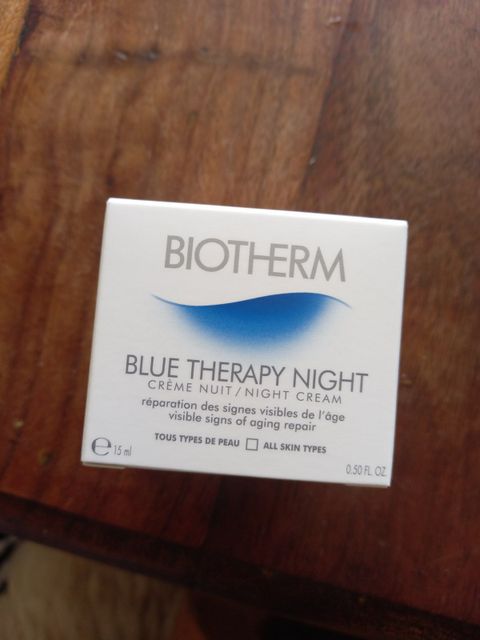 BIOTHERM
BLUE THERAPY NIGHT
CRÈME NUIT / NIGHT CREAM
réparation des signes visibles de l'âge
visible signs of aging repair
TOUS TYPES DE PEAU ☐ ALL SKIN TYPES
℮ 15 ml
0.50 FL. OZ.